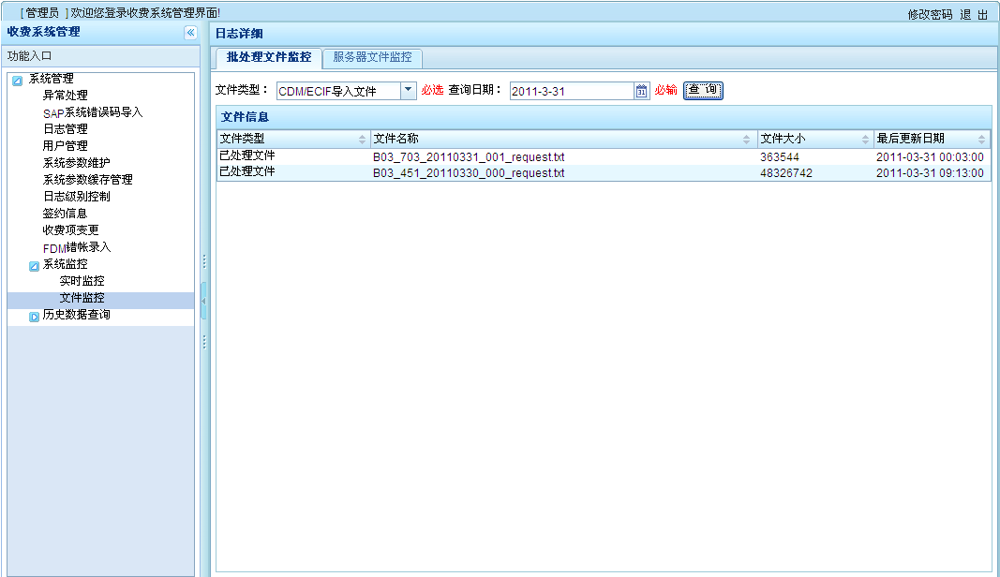 [ 管理员 ]欢迎您登录收费系统管理界面!
修改密码 退 出
收费系统管理
功能入口
系统管理
异常处理
SAP系统错误码导入
日志管理
用户管理
系统参数维护
系统参数缓存管理
日志级别控制
签约信息
收费项变更
FDM错帐录入
系统监控
实时监控
文件监控
历史数据查询
日志详细
批处理文件监控 服务器文件监控
文件类型： CDM/ECIF导入文件 必选 查询日期： 2011-3-31 31 必输 查 询
文件信息
文件类型 文件名称 文件大小 最后更新日期
已处理文件 B03_703_20110331_001_request.txt 363544 2011-03-31 00:03:00
已处理文件 B03_451_20110330_000_request.txt 48326742 2011-03-31 09:13:00